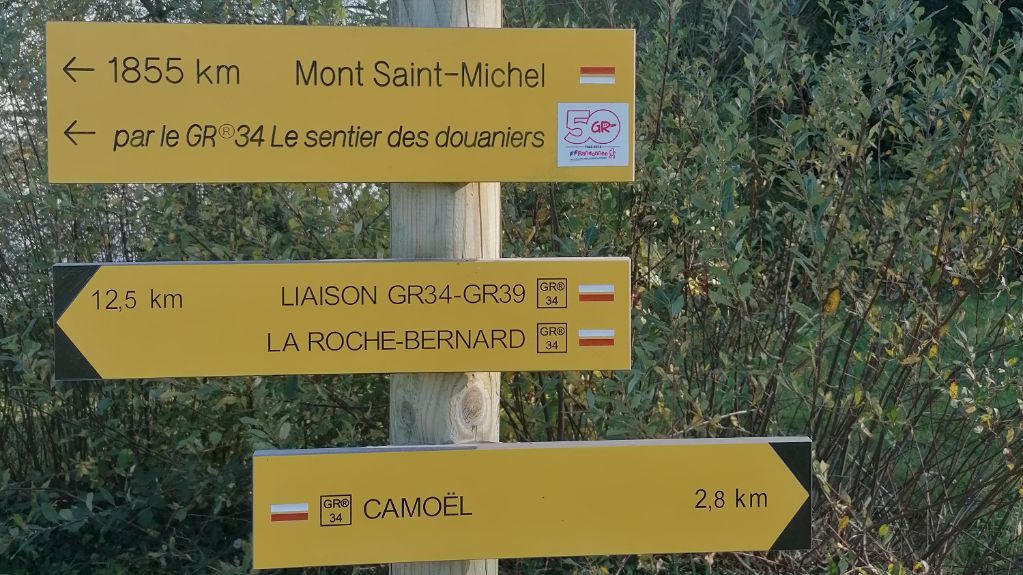 ← 1855 km Mont Saint-Michel
← par le GR®34 Le sentier des douaniers
50 GR®
12,5 km LIAISON GR34-GR39 GR® 34
LA ROCHE-BERNARD GR® 34
GR® 34 CAMOËL 2,8 km